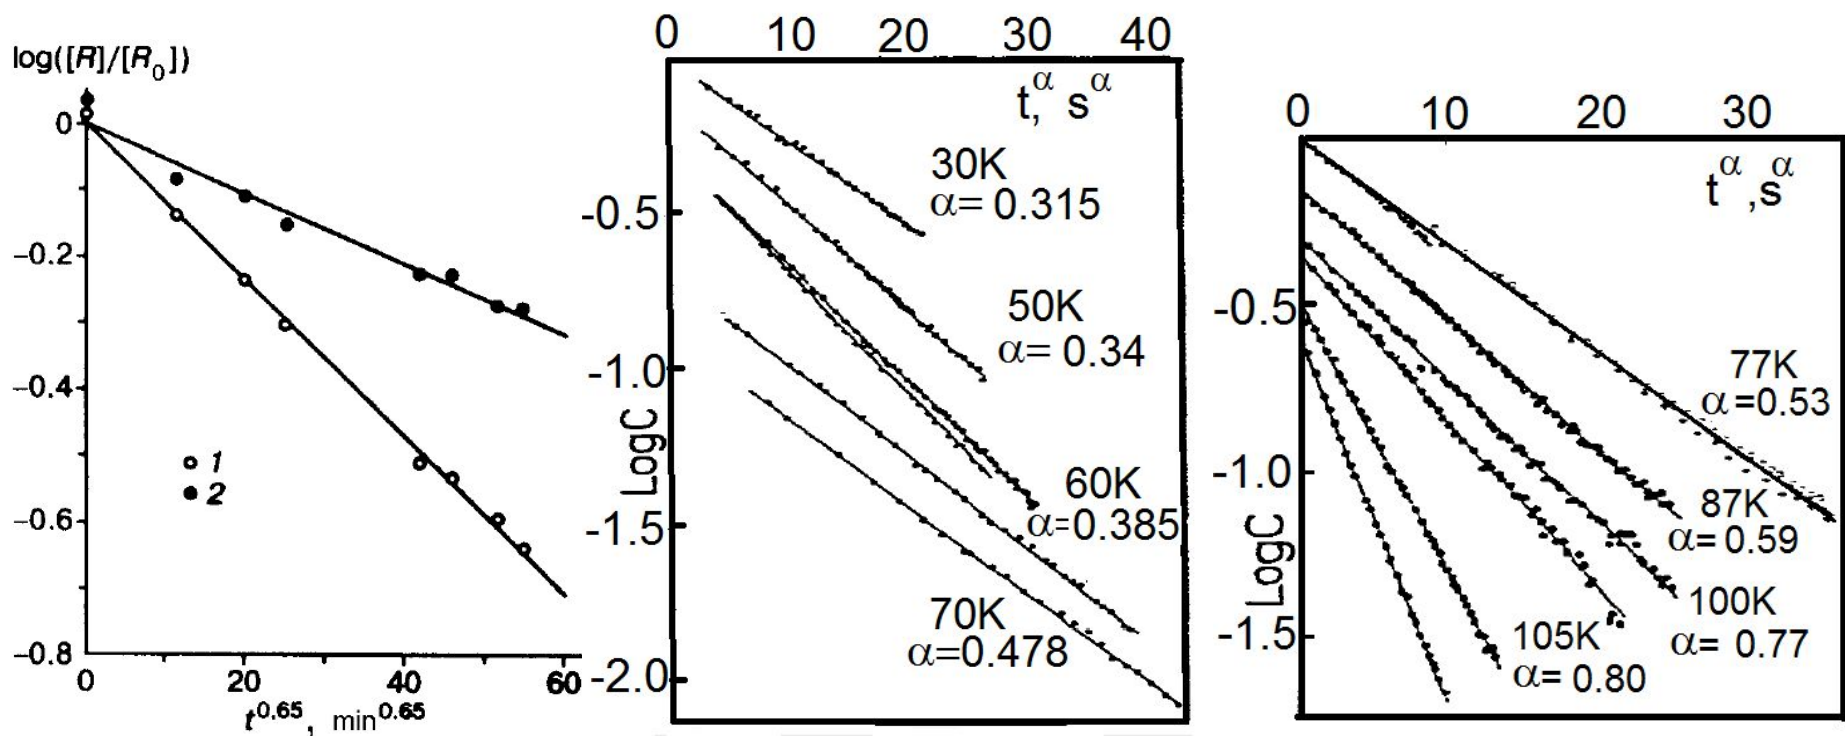 log([R]/[R₀])
0
−0.2
−0.4
−0.6
−0.8
1
2
0 20 40 60
t^0.65, min^0.65
0 10 20 30 40
t,^α s^α
30K
α= 0.315
-0.5
50K
α= 0.34
-1.0
LogC
60K
α=0.385
-1.5
70K
α=0.478
-2.0
0 10 20 30
t^α,s^α
-0.5
77K
α=0.53
-1.0
87K
α= 0.59
LogC
100K
α= 0.77
-1.5
105K
α= 0.80